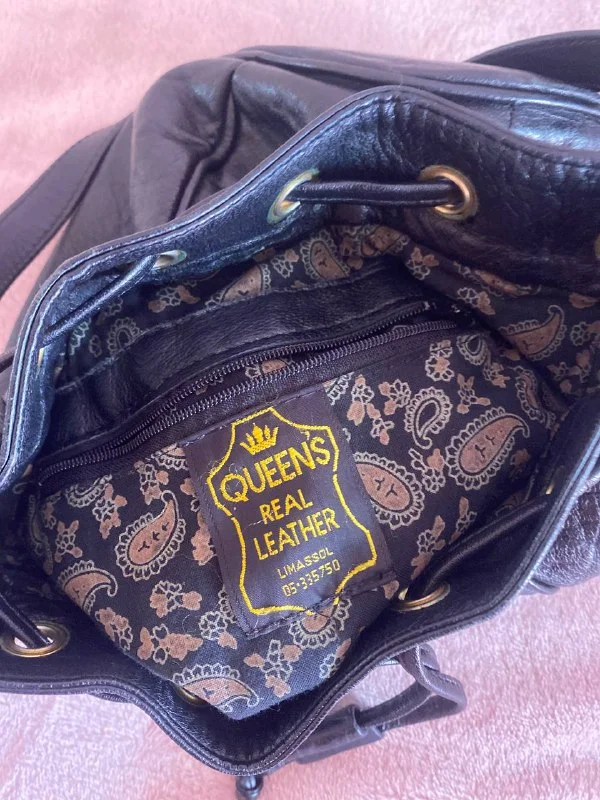 QUEEN'S
REAL
LEATHER
LIMASSOL
05-335750